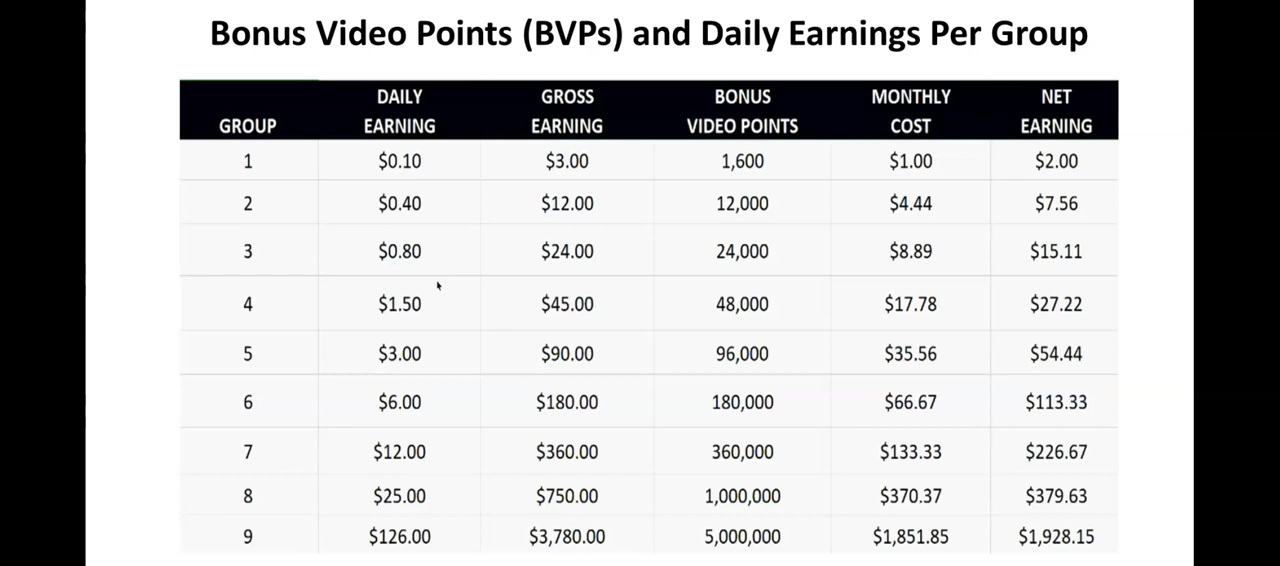 Bonus Video Points (BVPs) and Daily Earnings Per Group
GROUP DAILY EARNING GROSS EARNING BONUS VIDEO POINTS MONTHLY COST NET EARNING
1 $0.10 $3.00 1,600 $1.00 $2.00
2 $0.40 $12.00 12,000 $4.44 $7.56
3 $0.80 $24.00 24,000 $8.89 $15.11
4 $1.50 $45.00 48,000 $17.78 $27.22
5 $3.00 $90.00 96,000 $35.56 $54.44
6 $6.00 $180.00 180,000 $66.67 $113.33
7 $12.00 $360.00 360,000 $133.33 $226.67
8 $25.00 $750.00 1,000,000 $370.37 $379.63
9 $126.00 $3,780.00 5,000,000 $1,851.85 $1,928.15